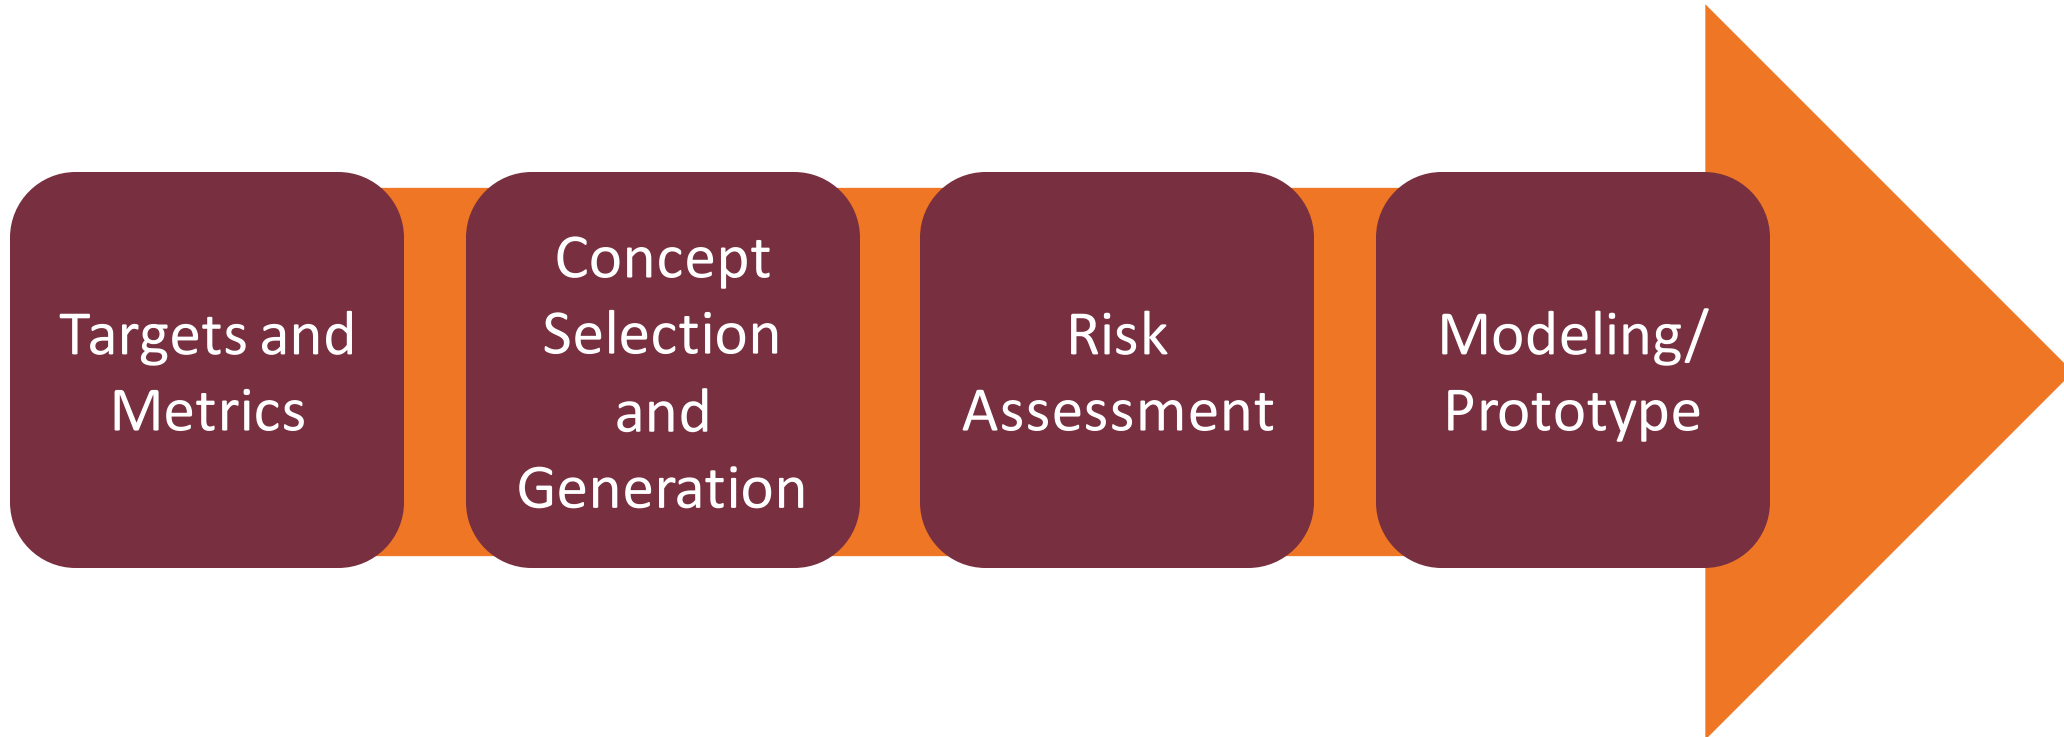 Targets and
Metrics
Concept
Selection
and
Generation
Risk
Assessment
Modeling/
Prototype